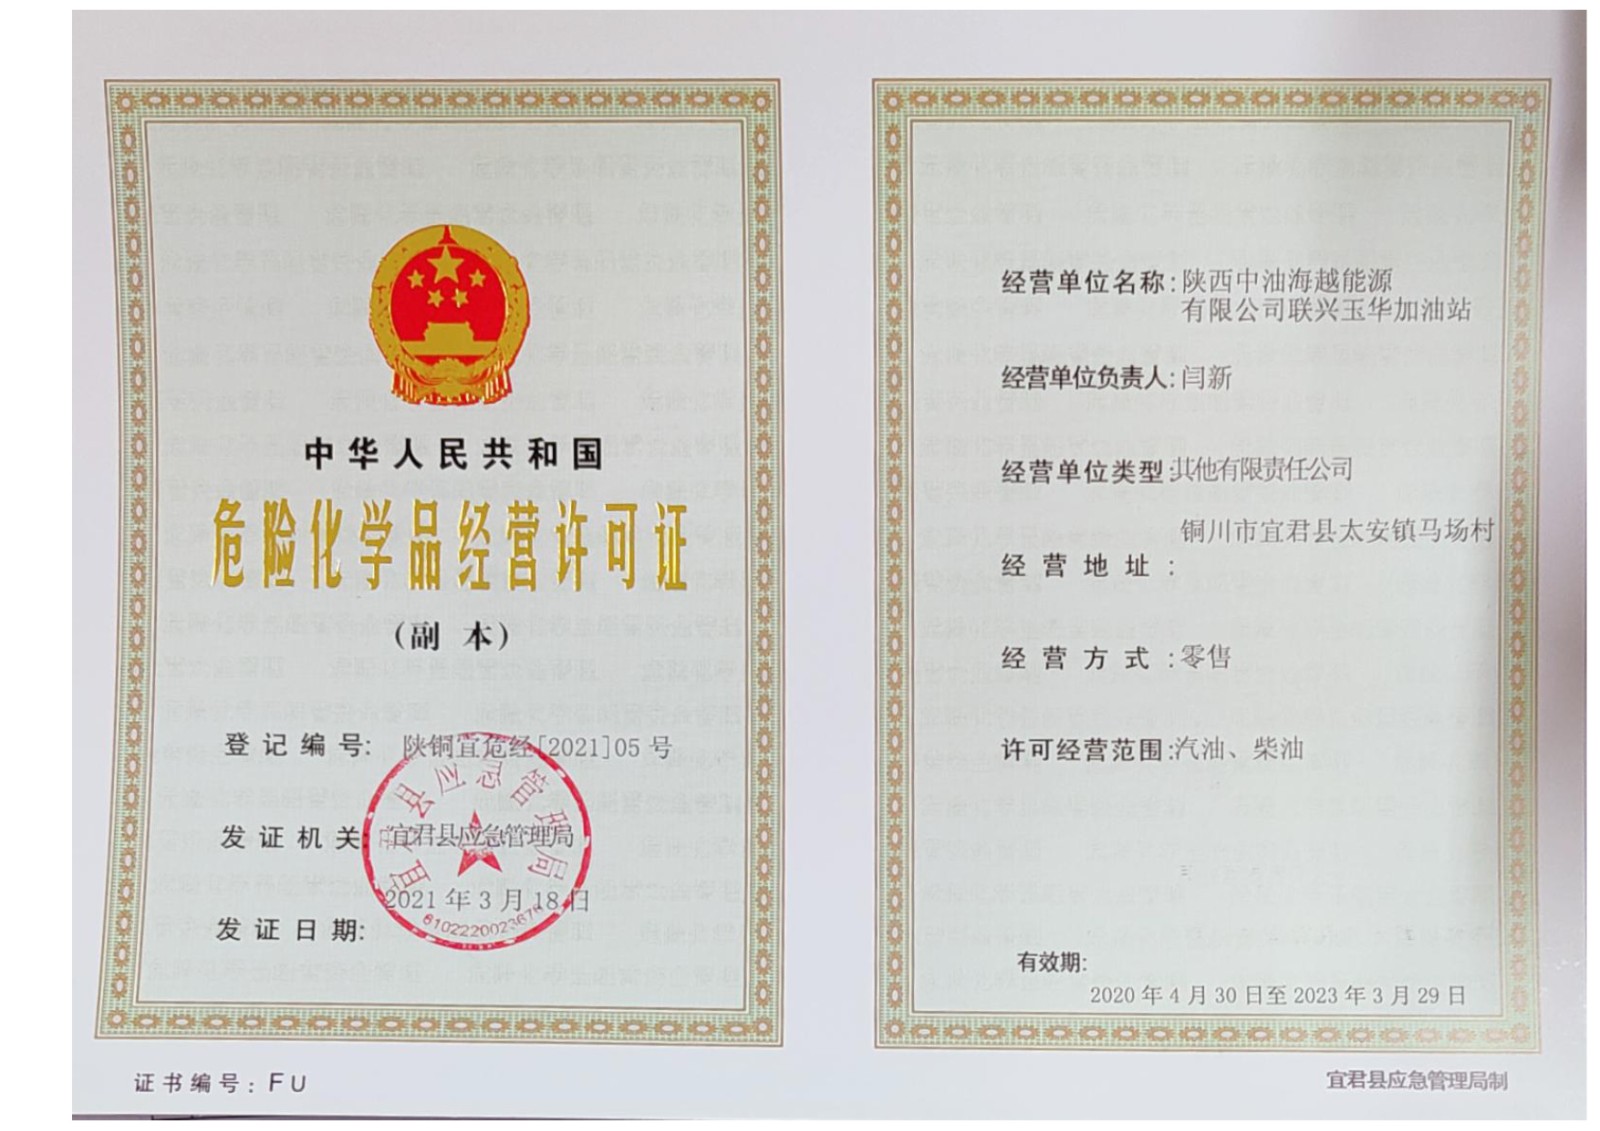 中华人民共和国
危险化学品经营许可证
(副 本)
登记编号: 陕铜宜危经[2021]05号
发证机关: 宜君县应急管理局
2021年3月18日
发证日期:
宜君县应急管理局
证书编号: FU
经营单位名称: 陕西中油海越能源
有限公司联兴玉华加油站
经营单位负责人: 闫新
经营单位类型: 其他有限责任公司
铜川市宜君县太安镇马场村
经营地址:
经营方式: 零售
许可经营范围: 汽油、柴油
有效期:
2020年4月30日至2023年3月29日
宜君县应急管理局制